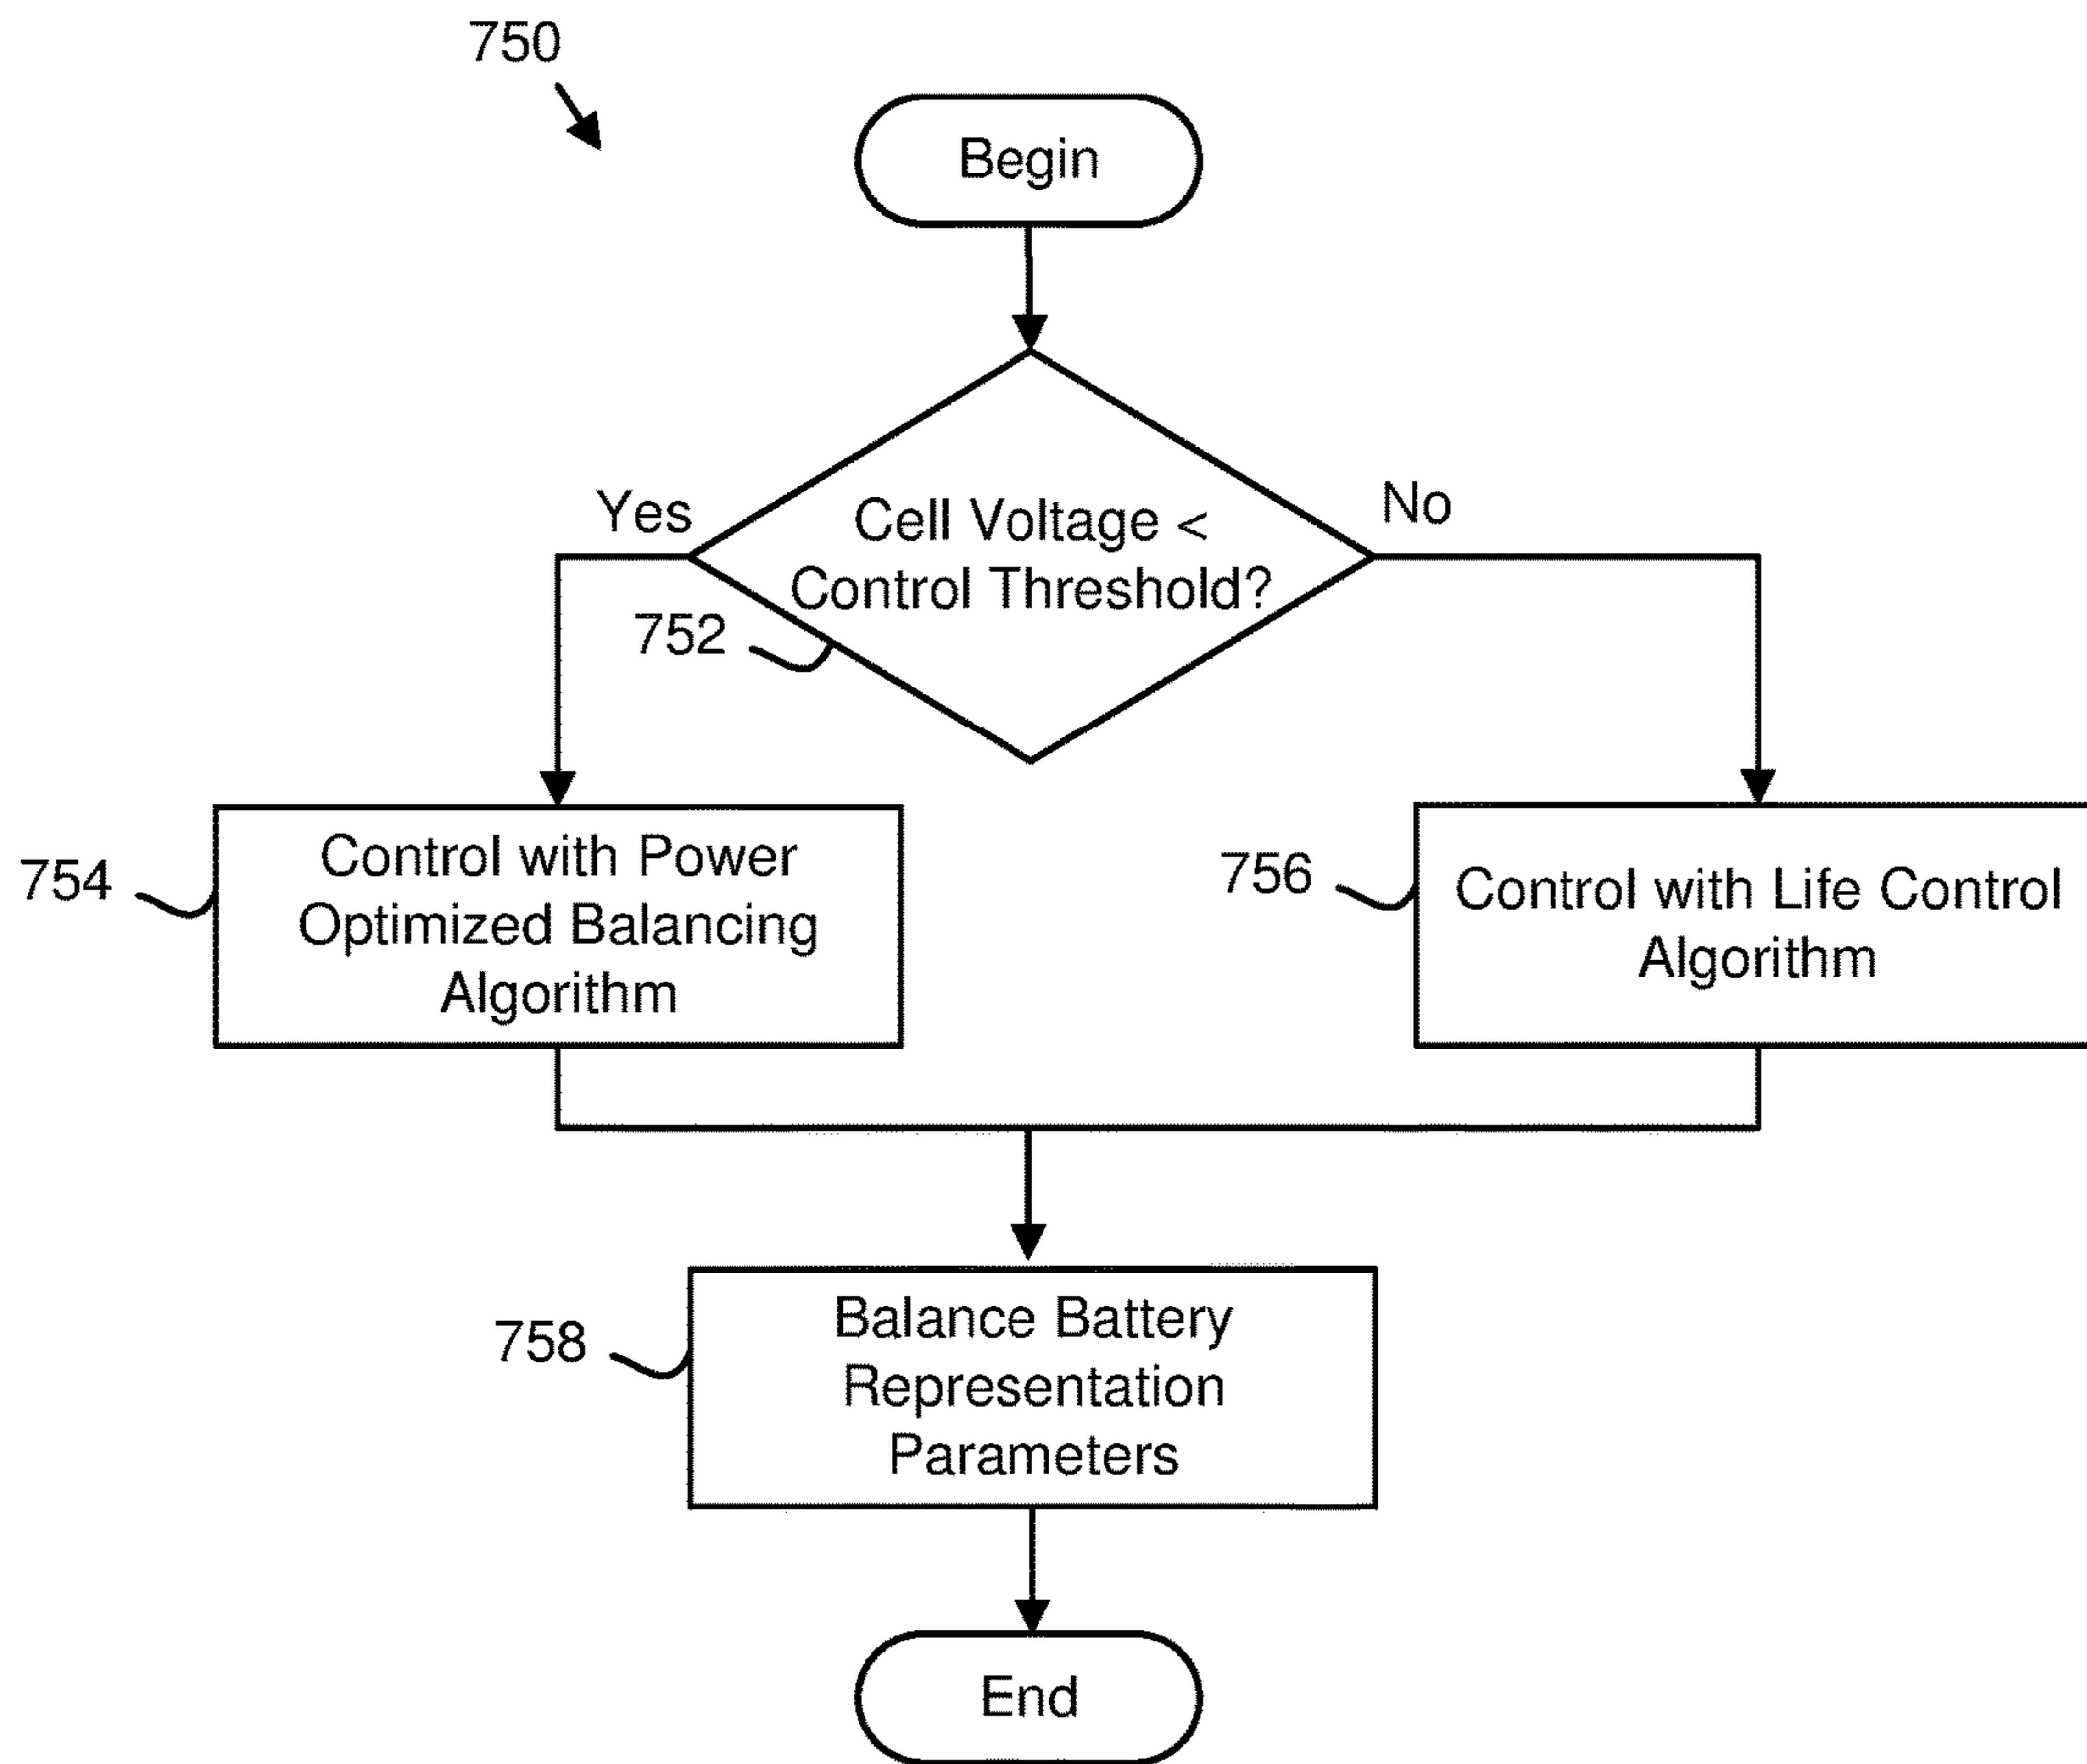 750
Begin
Yes
No
Cell Voltage <
Control Threshold?
752
754
Control with Power
Optimized Balancing
Algorithm
756
Control with Life Control
Algorithm
758
Balance Battery
Representation
Parameters
End